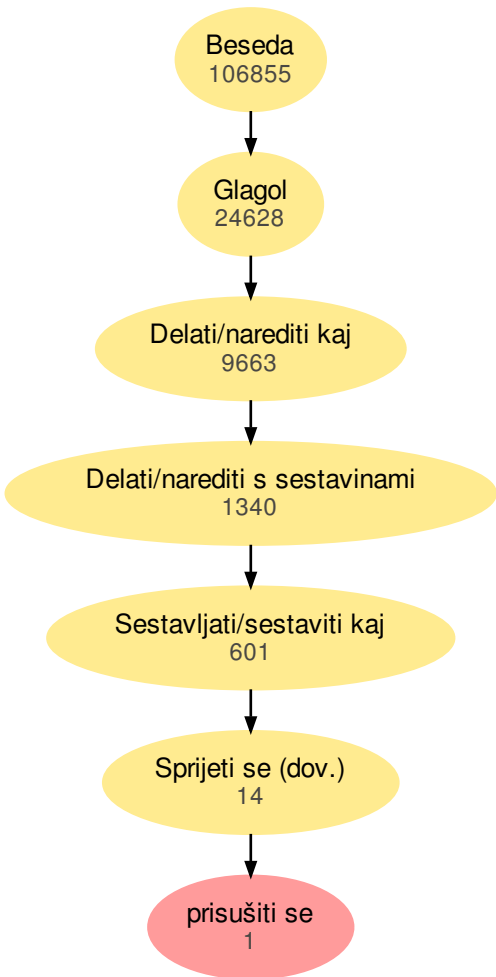 Beseda
106855
Glagol
24628
Delati/narediti kaj
9663
Delati/narediti s sestavinami
1340
Sestavljati/sestaviti kaj
601
Sprijeti se (dov.)
14
prisušiti se
1